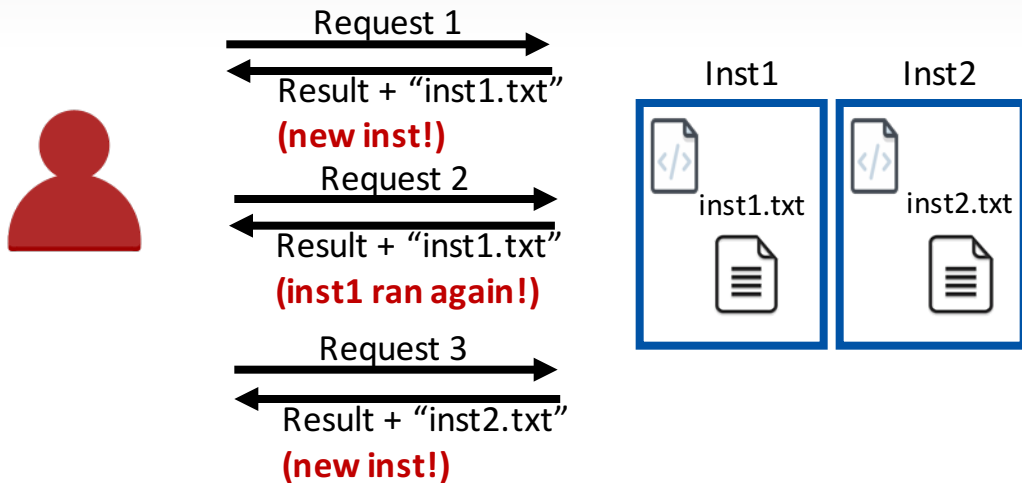 Request 1
Result + “inst1.txt”
(new inst!)
Request 2
Result + “inst1.txt”
(inst1 ran again!)
Request 3
Result + “inst2.txt”
(new inst!)
Inst1
Inst2
</>
inst1.txt
</>
inst2.txt